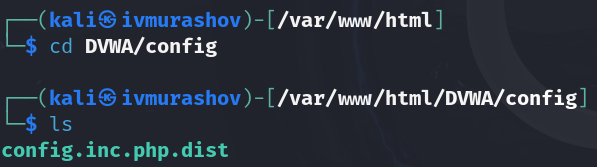 ┌──(kali㉿ivmurashov)-[/var/www/html]
└─$ cd DVWA/config
┌──(kali㉿ivmurashov)-[/var/www/html/DVWA/config]
└─$ ls
config.inc.php.dist